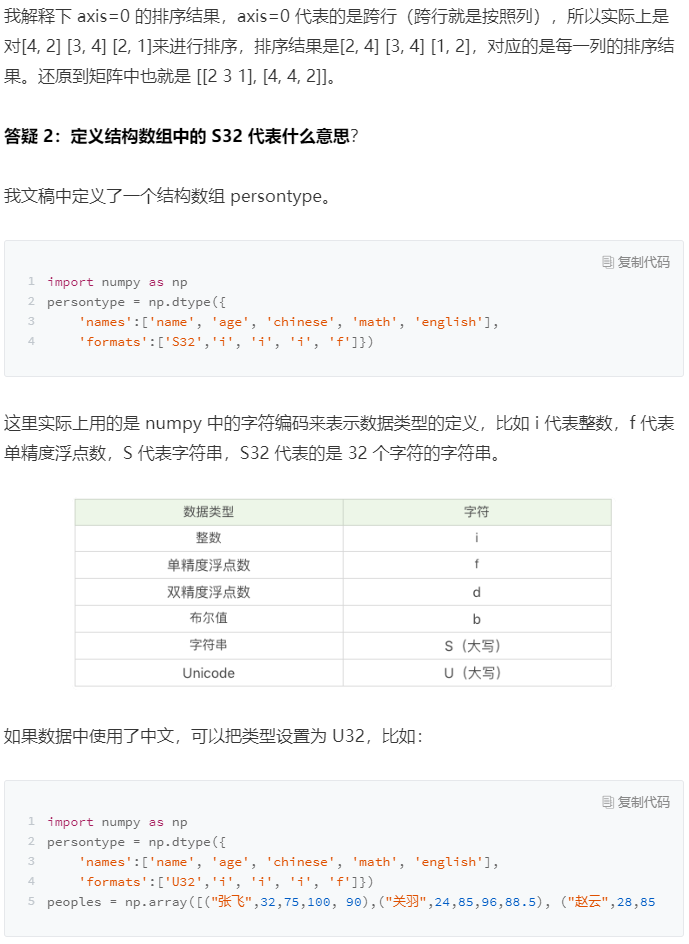 我解释下 axis=0 的排序结果，axis=0 代表的是跨行（跨行就是按照列），所以实际上是
对[4, 2] [3, 4] [2, 1]来进行排序，排序结果是[2, 4] [3, 4] [1, 2]，对应的是每一列的排序结
果。还原到矩阵中也就是 [[2 3 1], [4, 4, 2]]。
答疑 2：定义结构数组中的 S32 代表什么意思？
我文稿中定义了一个结构数组 persontype。
复制代码
1 import numpy as np
2 persontype = np.dtype({
3     'names':['name', 'age', 'chinese', 'math', 'english'],
4     'formats':['S32','i', 'i', 'i', 'f']})
这里实际上用的是 numpy 中的字符编码来表示数据类型的定义，比如 i 代表整数，f 代表
单精度浮点数，S 代表字符串，S32 代表的是 32 个字符的字符串。
数据类型 字符
整数 i
单精度浮点数 f
双精度浮点数 d
布尔值 b
字符串 S（大写）
Unicode U（大写）
如果数据中使用了中文，可以把类型设置为 U32，比如：
复制代码
1 import numpy as np
2 persontype = np.dtype({
3     'names':['name', 'age', 'chinese', 'math', 'english'],
4     'formats':['U32','i', 'i', 'i', 'f']})
5 peoples = np.array([("张飞",32,75,100, 90),("关羽",24,85,96,88.5), ("赵云",28,85